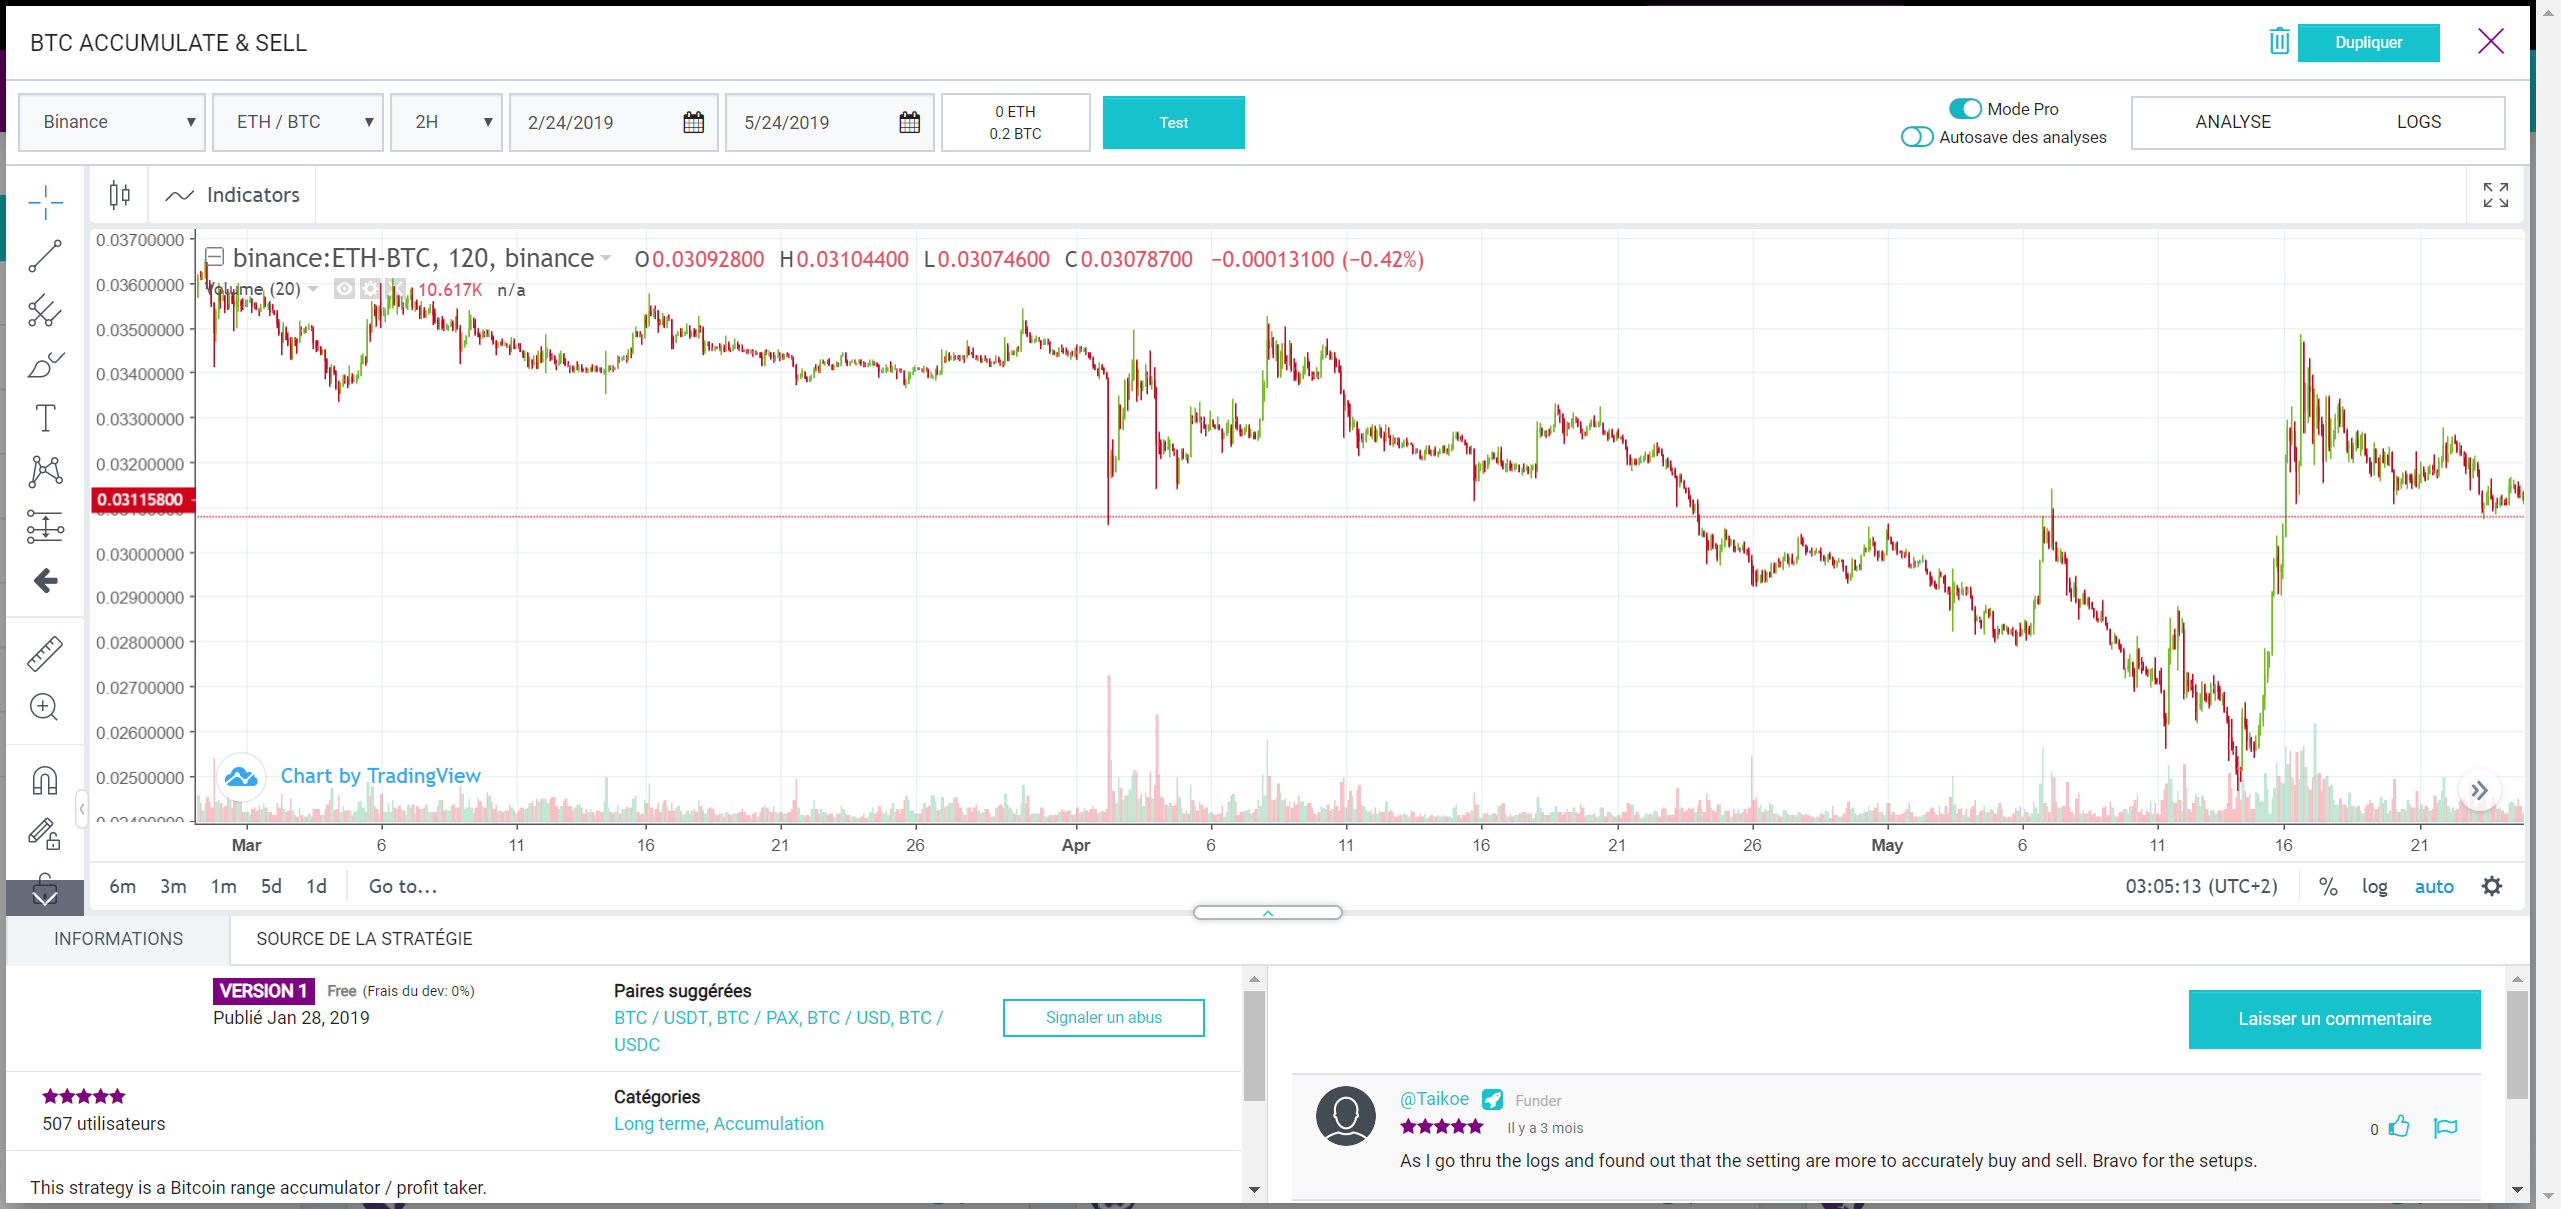 BTC ACCUMULATE & SELL
Dupliquer
Binance
ETH / BTC
2H
2/24/2019
5/24/2019
0 ETH
0.2 BTC
Test
Mode Pro
Autosave des analyses
ANALYSE
LOGS
Indicators
binance:ETH-BTC, 120, binance
O0.03092800 H0.03104400 L0.03074600 C0.03078700 −0.00013100 (−0.42%)
Volume (20) 10.617K n/a
0.03700000
0.03600000
0.03500000
0.03400000
0.03300000
0.03200000
0.03115800
0.03000000
0.02900000
0.02800000
0.02700000
0.02600000
0.02500000
0.02400000
Chart by TradingView
Mar 6 11 16 21 26 Apr 6 11 16 21 26 May 6 11 16 21
6m 3m 1m 5d 1d Go to...
03:05:13 (UTC+2) % log auto
INFORMATIONS
SOURCE DE LA STRATÉGIE
VERSION 1 Free (Frais du dev: 0%)
Publié Jan 28, 2019
Paires suggérées
BTC / USDT, BTC / PAX, BTC / USD, BTC /
USDC
Signaler un abus
507 utilisateurs
Catégories
Long terme, Accumulation
This strategy is a Bitcoin range accumulator / profit taker.
Laisser un commentaire
@Taikoe Funder
Il y a 3 mois
0
As I go thru the logs and found out that the setting are more to accurately buy and sell. Bravo for the setups.